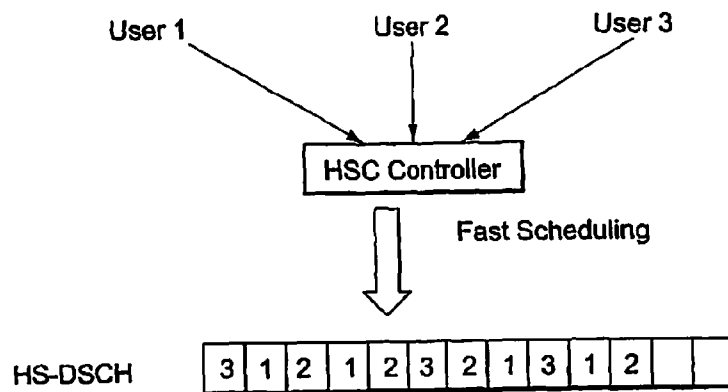 User 1 User 2 User 3
HSC Controller
Fast Scheduling
HS-DSCH 3 1 2 1 2 3 2 1 3 1 2